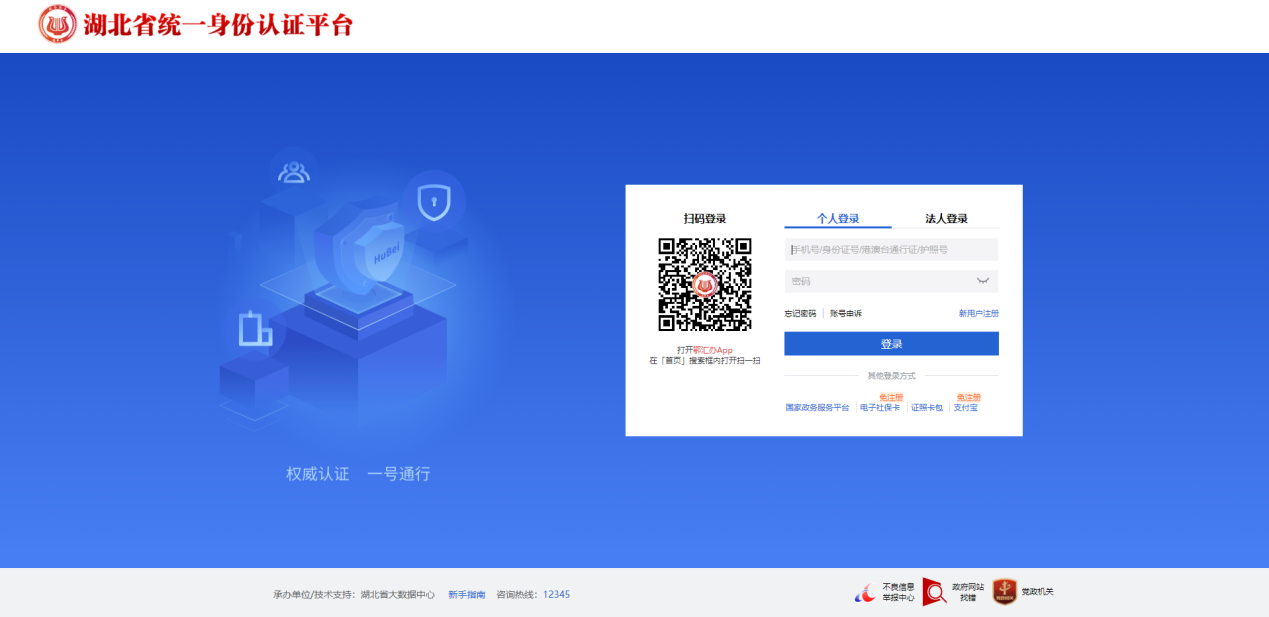 湖北省统一身份认证平台
HuBei
权威认证 一号通行
扫码登录
打开鄂汇办App
在「首页」搜索框内打开扫一扫
个人登录 法人登录
手机号/身份证号/港澳台通行证/护照号
密码
忘记密码 账号申诉 新用户注册
登录
其他登录方式
免注册 免注册
国家政务服务平台 电子社保卡 证照卡包 支付宝
承办单位/技术支持：湖北省大数据中心 新手指南 咨询热线：12345
不良信息
举报中心
政府网站
找错
党政机关